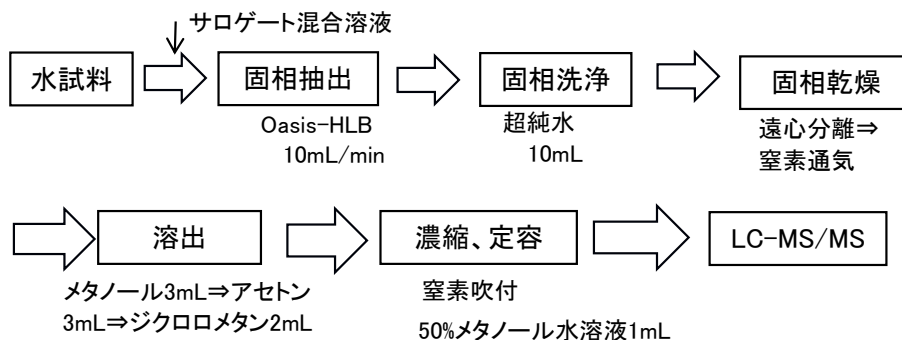 サロゲート混合溶液
水試料
固相抽出
固相洗浄
固相乾燥
Oasis-HLB
10mL/min
超純水
10mL
遠心分離⇒
窒素通気
溶出
濃縮、定容
LC-MS/MS
メタノール3mL⇒アセトン
3mL⇒ジクロロメタン2mL
窒素吹付
50%メタノール水溶液1mL